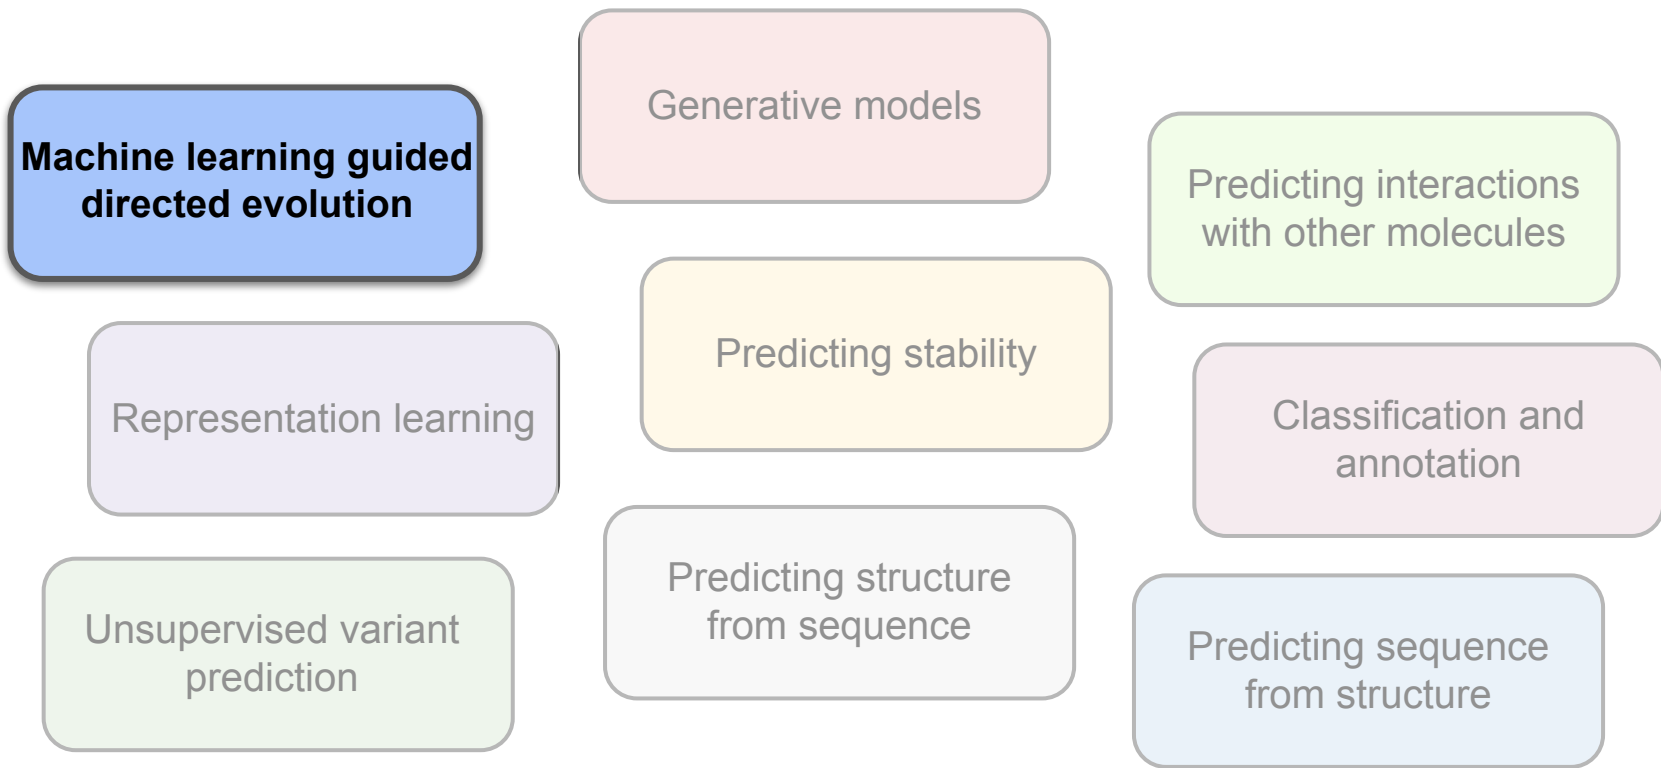 Machine learning guided
directed evolution
Generative models
Predicting interactions
with other molecules
Representation learning
Predicting stability
Classification and
annotation
Unsupervised variant
prediction
Predicting structure
from sequence
Predicting sequence
from structure